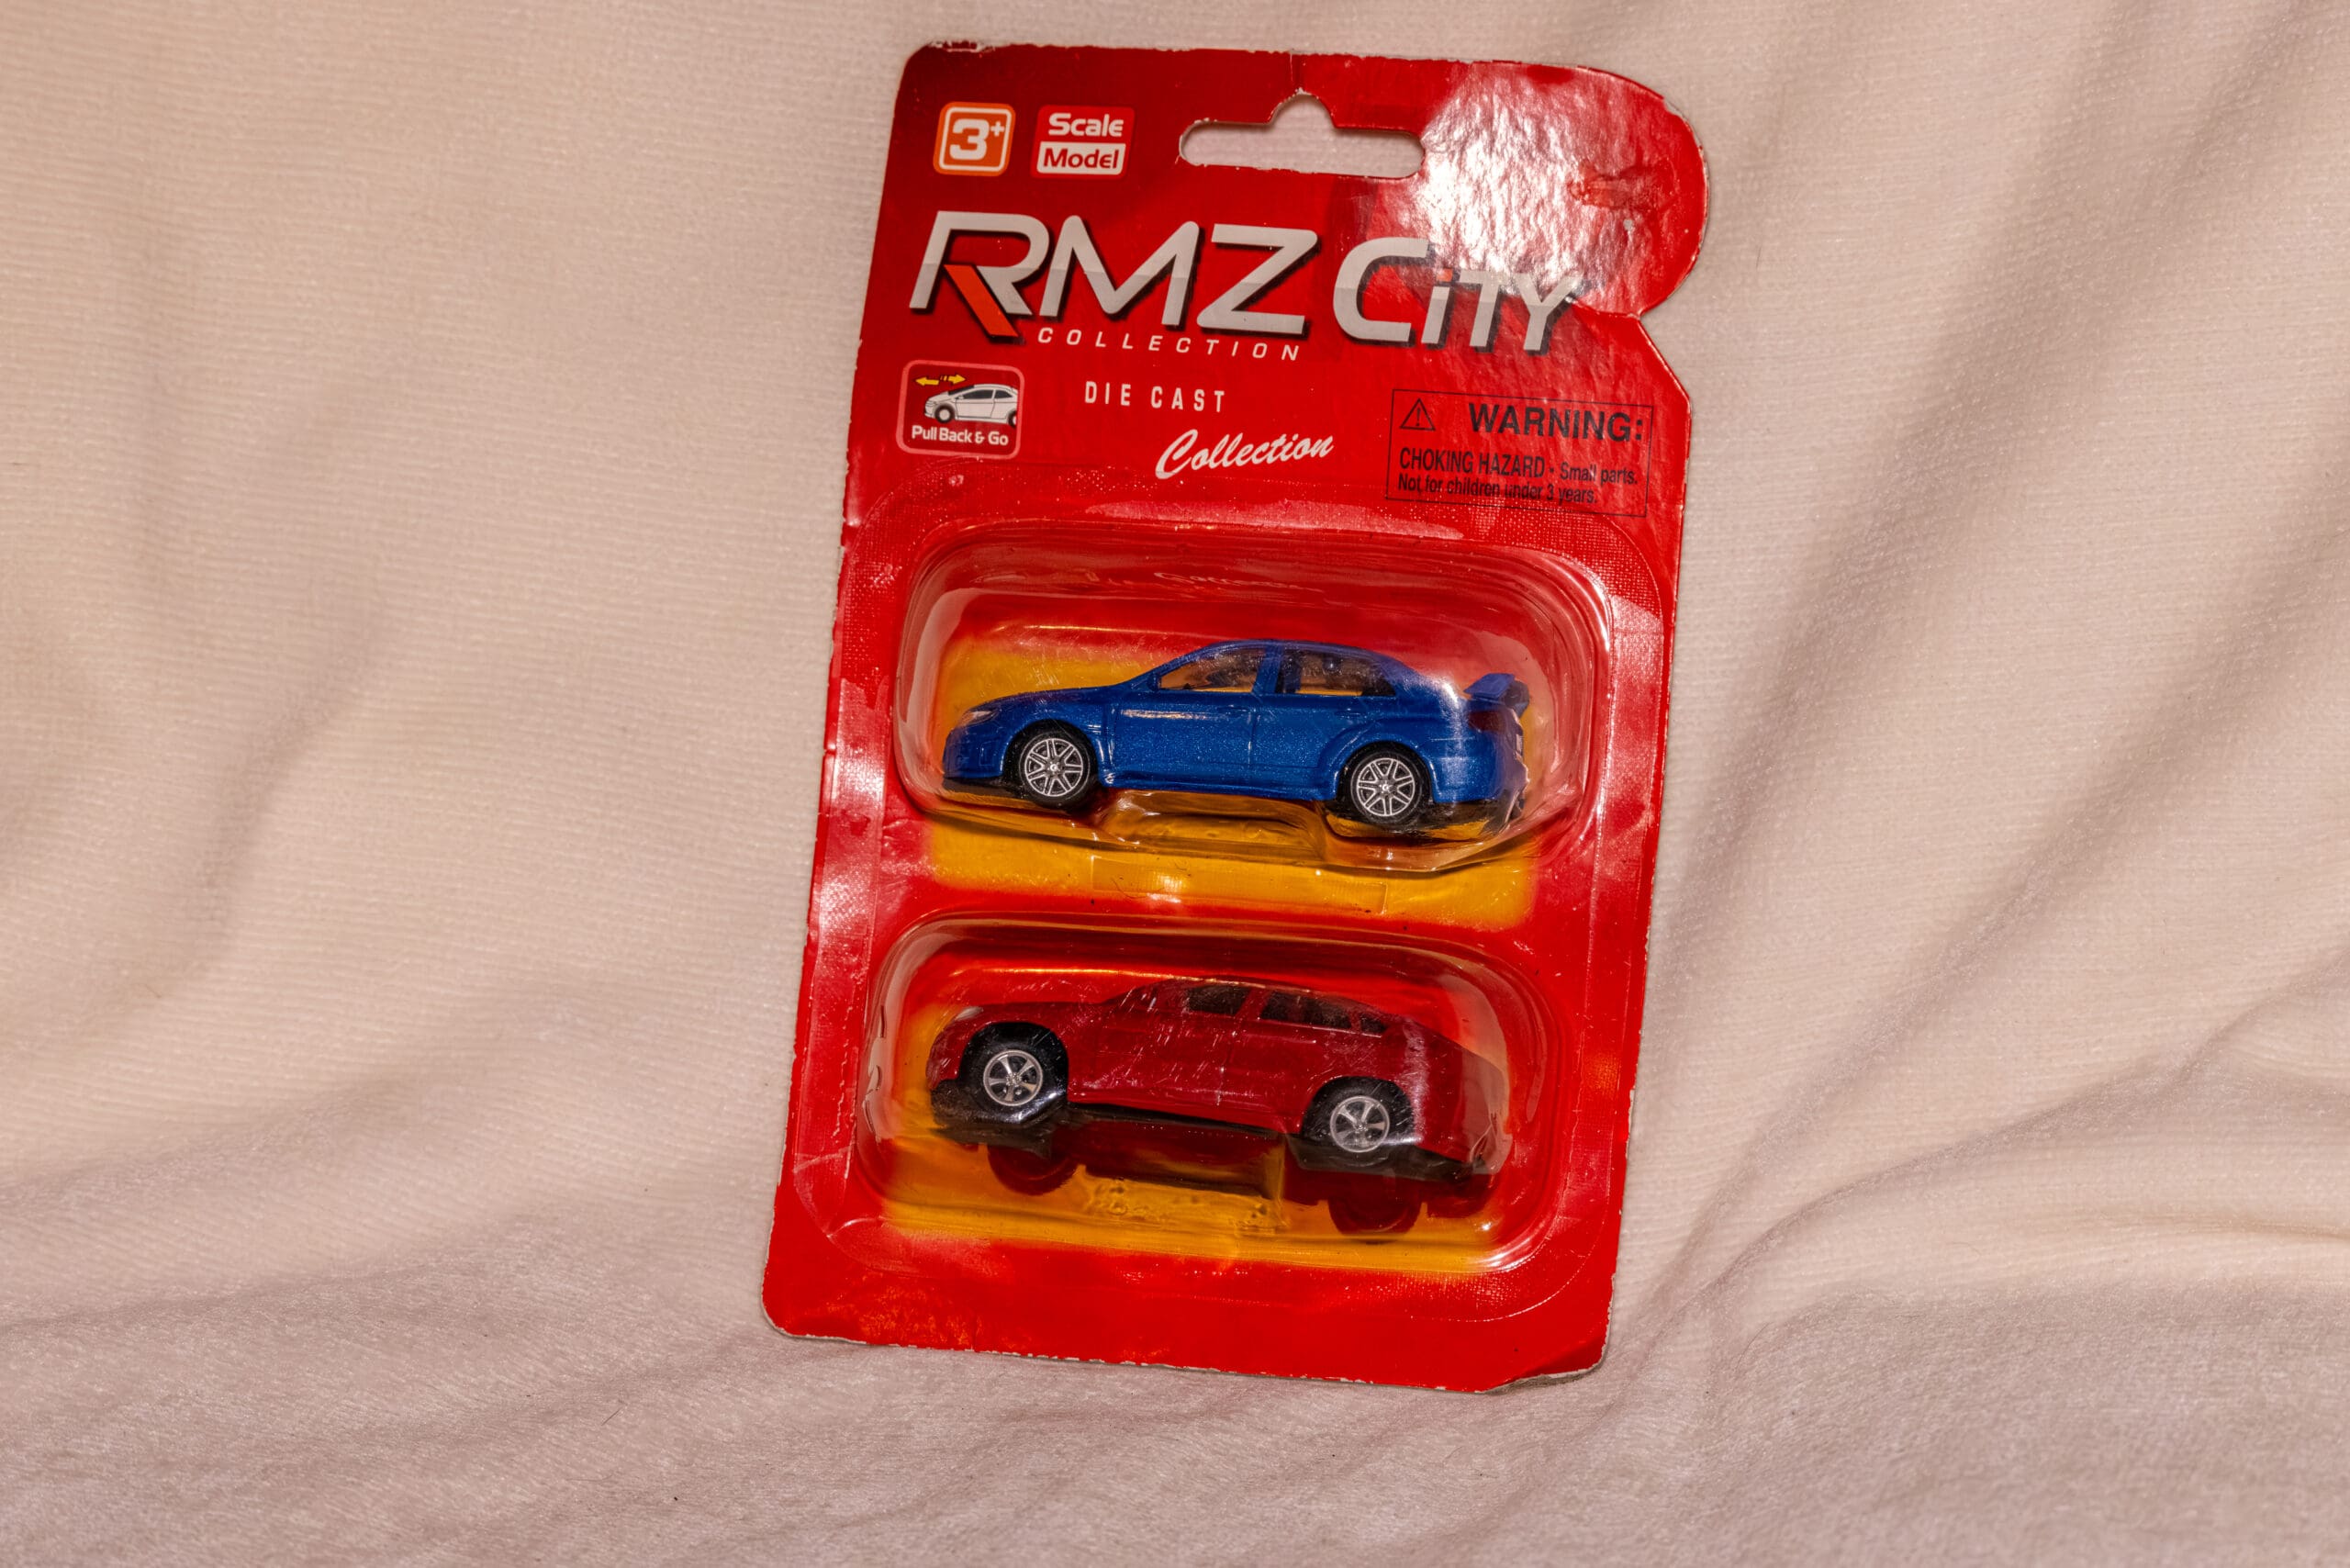 3+
Scale
Model
RMZ CiTY
COLLECTION
Pull Back & Go
DIE CAST
Collection
WARNING:
CHOKING HAZARD - Small parts.
Not for children under 3 years.